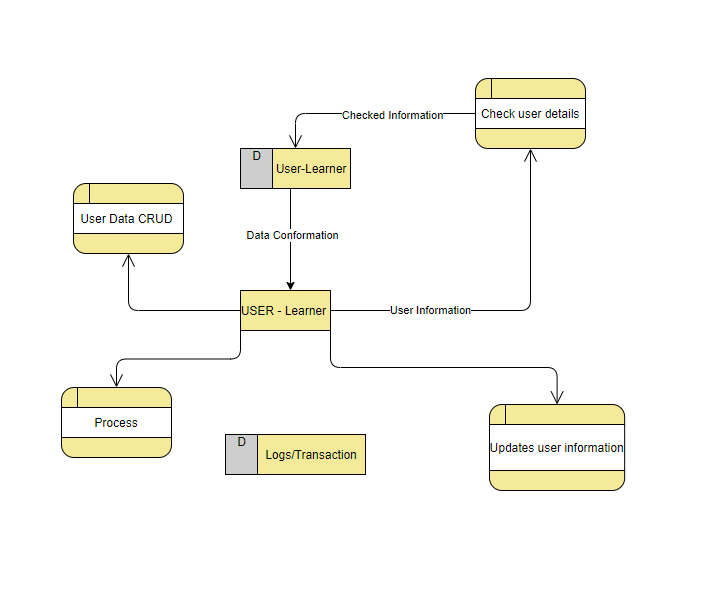 Checked Information
Check user details
D
User-Learner
User Data CRUD
Data Conformation
USER - Learner
User Information
Process
D
Logs/Transaction
Updates user information